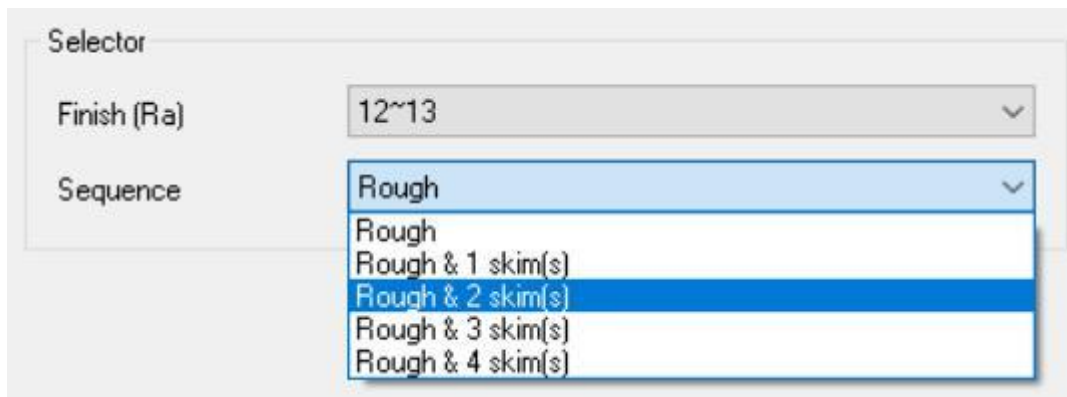 Selector
Finish (Ra) 12~13
Sequence Rough
Rough
Rough & 1 skim(s)
Rough & 2 skim(s)
Rough & 3 skim(s)
Rough & 4 skim(s)